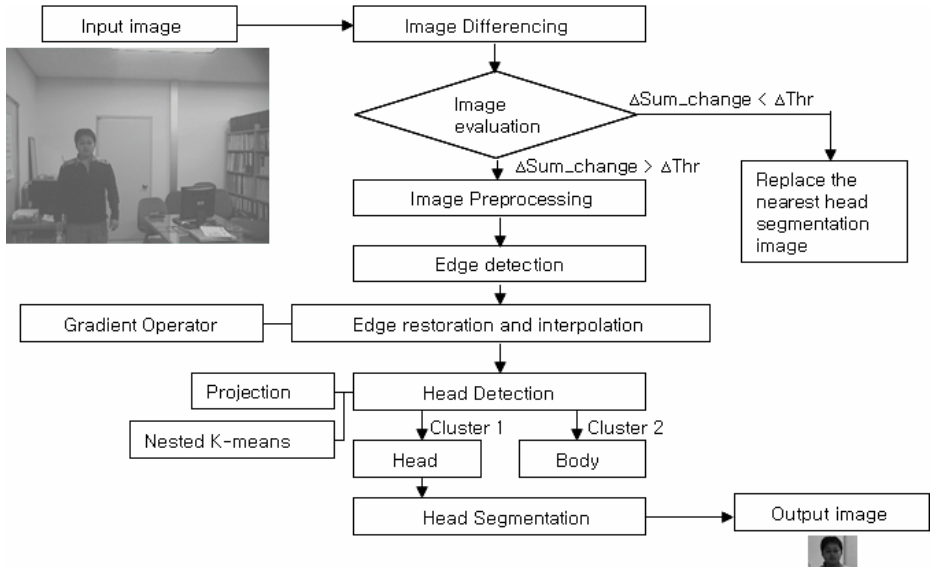 Input image
Image Differencing
Image
evaluation
ΔSum_change < ΔThr
ΔSum_change > ΔThr
Replace the
nearest head
segmentation
image
Image Preprocessing
Edge detection
Gradient Operator
Edge restoration and interpolation
Projection
Head Detection
Nested K-means
Cluster 1
Cluster 2
Head
Body
Head Segmentation
Output image